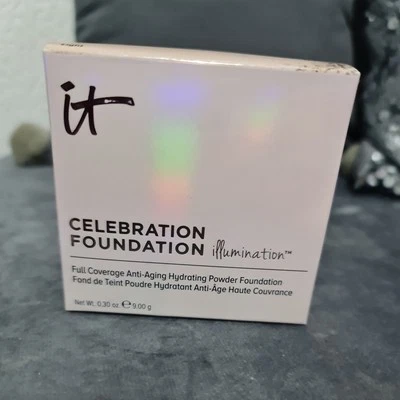 it
CELEBRATION
FOUNDATION illumination™
Full Coverage Anti-Aging Hydrating Powder Foundation
Fond de Teint Poudre Hydratant Anti-Âge Haute Couvrance
Net Wt. 0.30 oz. ℮ 9.00 g